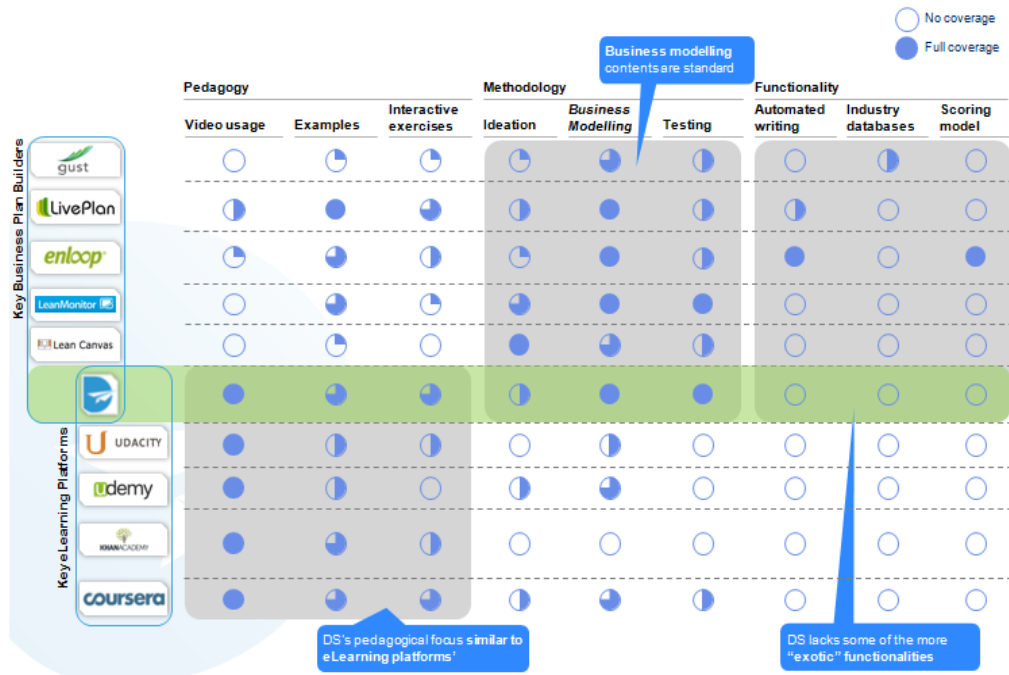 No coverage
Full coverage
Business modelling
contents are standard
Pedagogy
Methodology
Functionality
Video usage
Examples
Interactive
exercises
Ideation
Business
Modelling
Testing
Automated
writing
Industry
databases
Scoring
model
Key Business Plan Builders
gust
LivePlan
enloop
LeanMonitor
Lean Canvas
Key eLearning Platforms
U UDACITY
udemy
KHANACADEMY
coursera
DS's pedagogical focus similar to
eLearning platforms'
DS lacks some of the more
"exotic" functionalities